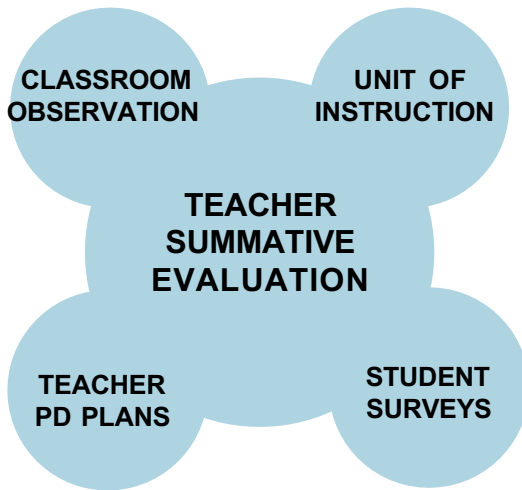 CLASSROOM
OBSERVATION
UNIT OF
INSTRUCTION
TEACHER
SUMMATIVE
EVALUATION
TEACHER
PD PLANS
STUDENT
SURVEYS